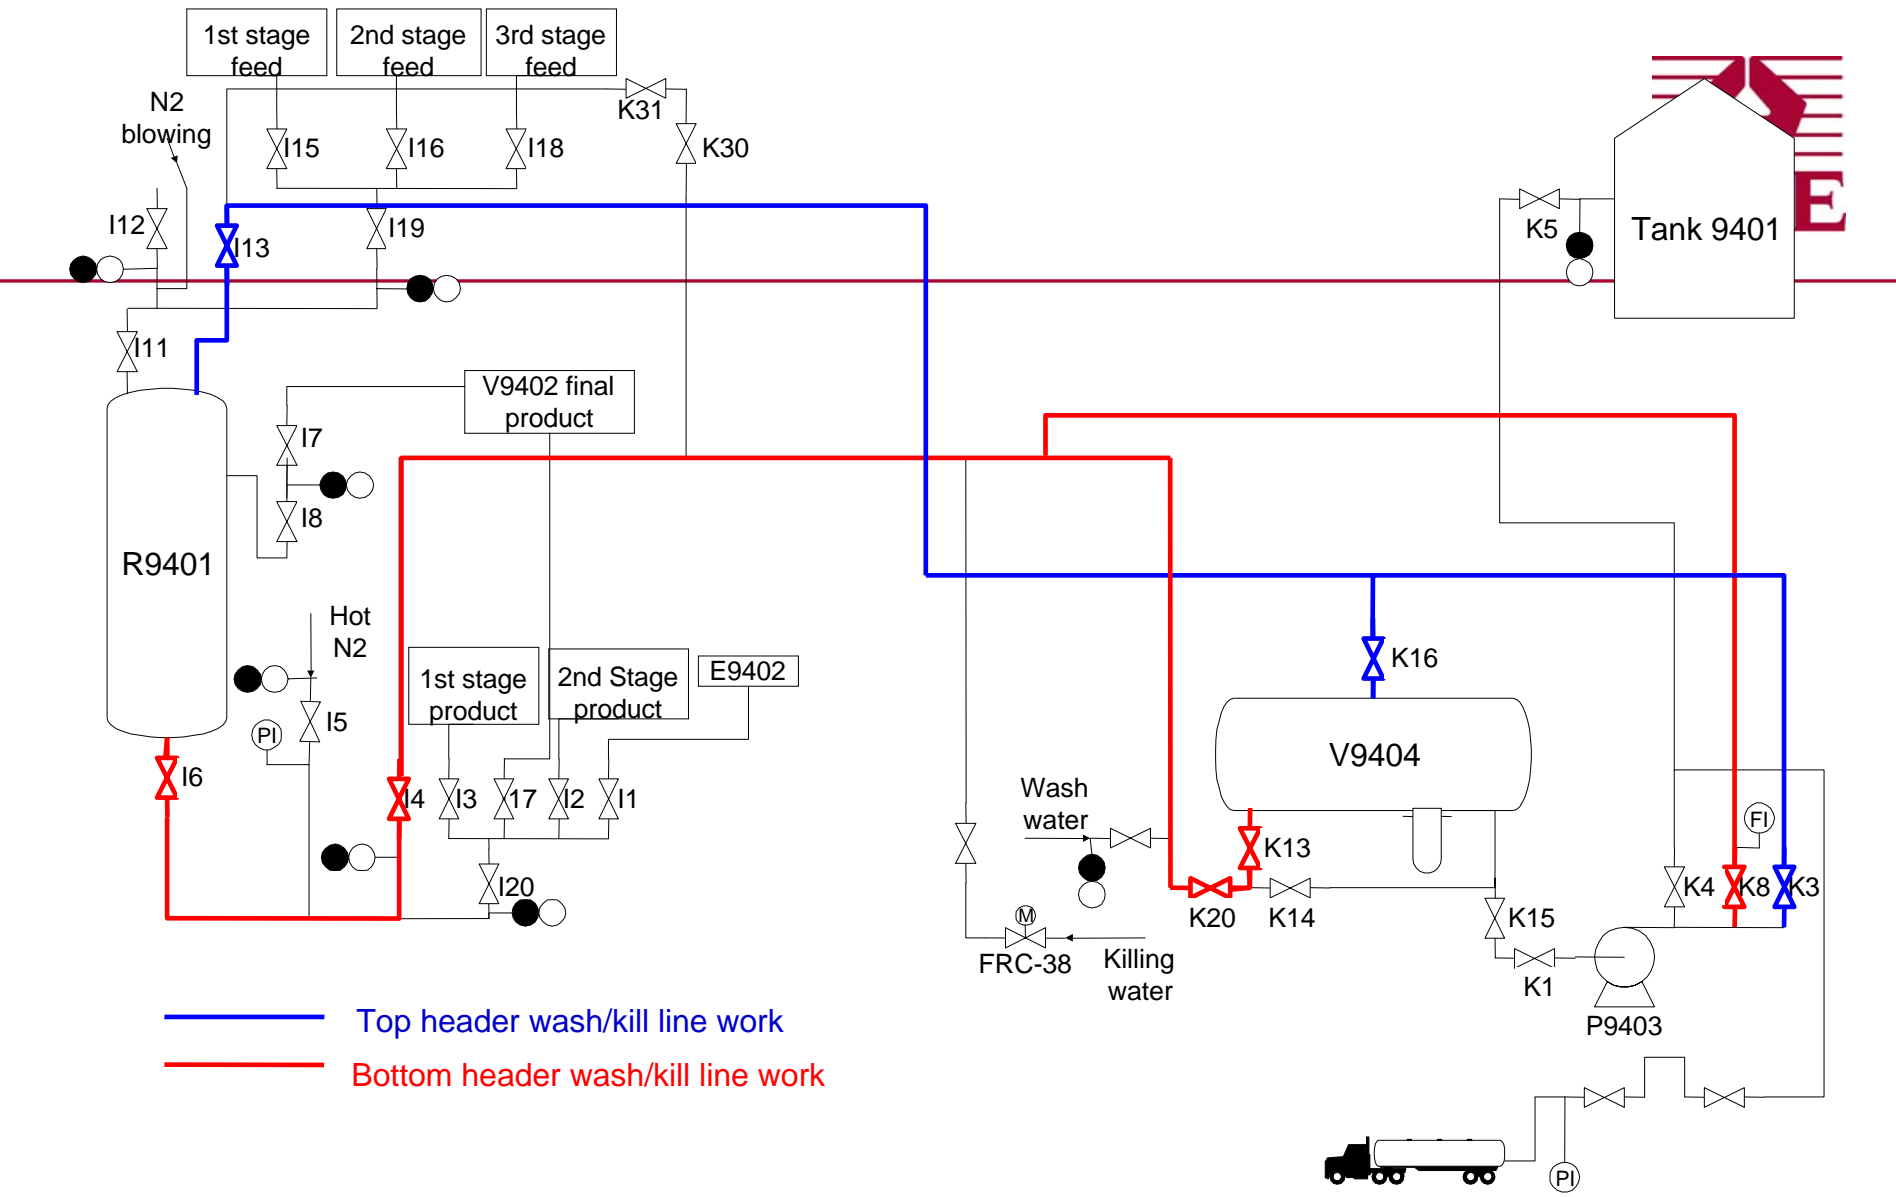 1st stage
feed
2nd stage
feed
3rd stage
feed
N2
blowing
K31
I15
I16
I18
K30
I12
I13
I19
K5
Tank 9401
E
I11
V9402 final
product
I7
I8
R9401
Hot
N2
1st stage
product
2nd Stage
product
E9402
K16
I5
PI
V9404
I6
I4
I3
17
I2
I1
Wash
water
FI
K13
I20
K20
K14
K15
K4
K8
K3
M
FRC-38
Killing
water
K1
P9403
Top header wash/kill line work
Bottom header wash/kill line work
PI